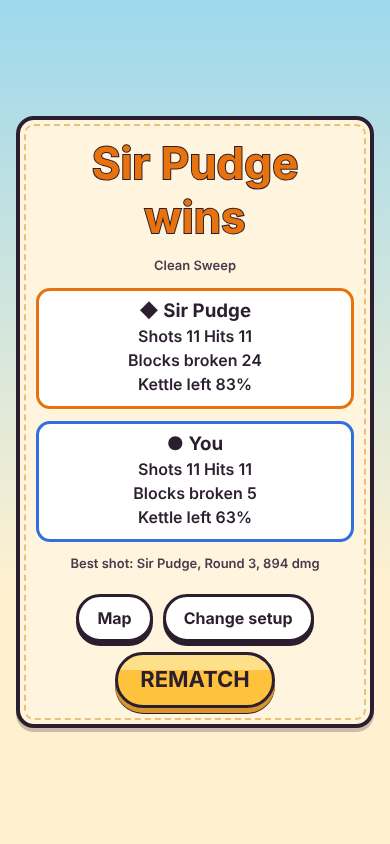 Sir Pudge
wins
Clean Sweep
◆ Sir Pudge
Shots 11 Hits 11
Blocks broken 24
Kettle left 83%
● You
Shots 11 Hits 11
Blocks broken 5
Kettle left 63%
Best shot: Sir Pudge, Round 3, 894 dmg
Map
Change setup
REMATCH